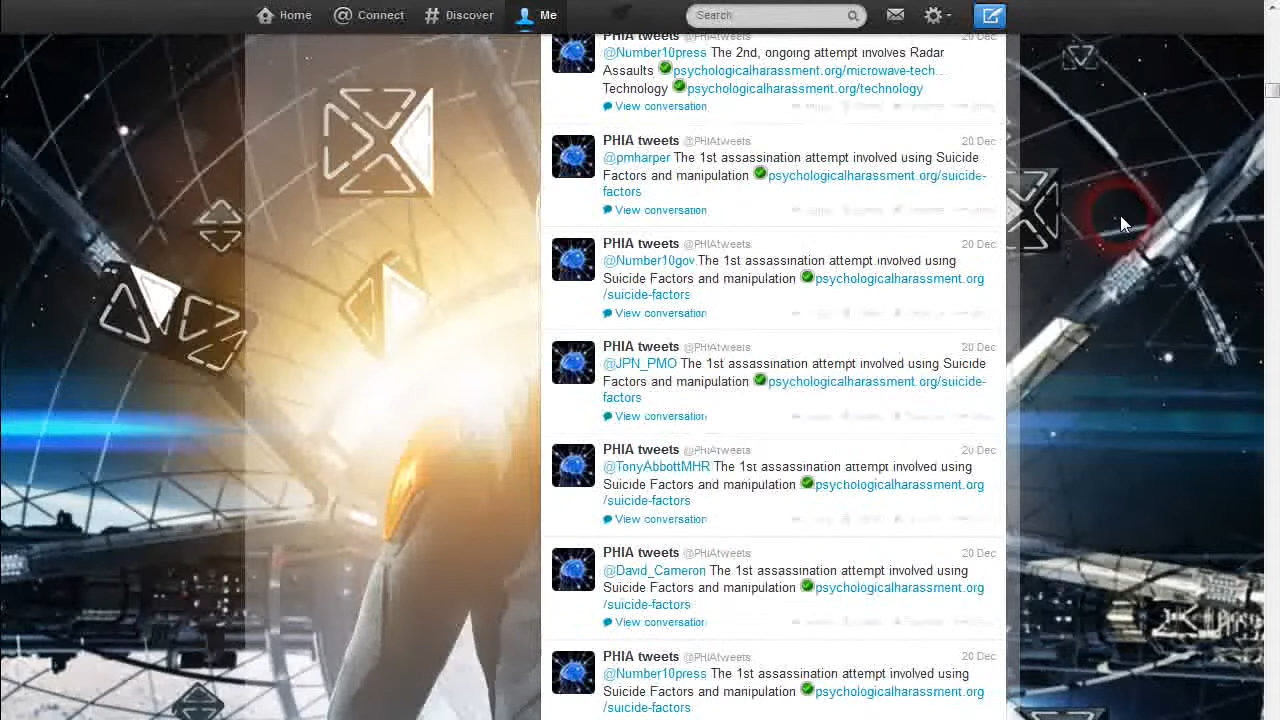 Home Connect Discover Me Search
PHIA tweets @PHIAtweets 20 Dec
@Number10press The 2nd, ongoing attempt involves Radar
Assaults psychologicalharassment.org/microwave-tech...
Technology psychologicalharassment.org/technology
View conversation
PHIA tweets @PHIAtweets 20 Dec
@pmharper The 1st assassination attempt involved using Suicide
Factors and manipulation psychologicalharassment.org/suicide-
factors
View conversation
PHIA tweets @PHIAtweets 20 Dec
@Number10gov The 1st assassination attempt involved using
Suicide Factors and manipulation psychologicalharassment.org
/suicide-factors
View conversation
PHIA tweets @PHIAtweets 20 Dec
@JPN_PMO The 1st assassination attempt involved using Suicide
Factors and manipulation psychologicalharassment.org/suicide-
factors
View conversation
PHIA tweets @PHIAtweets 20 Dec
@TonyAbbottMHR The 1st assassination attempt involved using
Suicide Factors and manipulation psychologicalharassment.org
/suicide-factors
View conversation
PHIA tweets @PHIAtweets 20 Dec
@David_Cameron The 1st assassination attempt involved using
Suicide Factors and manipulation psychologicalharassment.org
/suicide-factors
View conversation
PHIA tweets @PHIAtweets 20 Dec
@Number10press The 1st assassination attempt involved using
Suicide Factors and manipulation psychologicalharassment.org
/suicide-factors